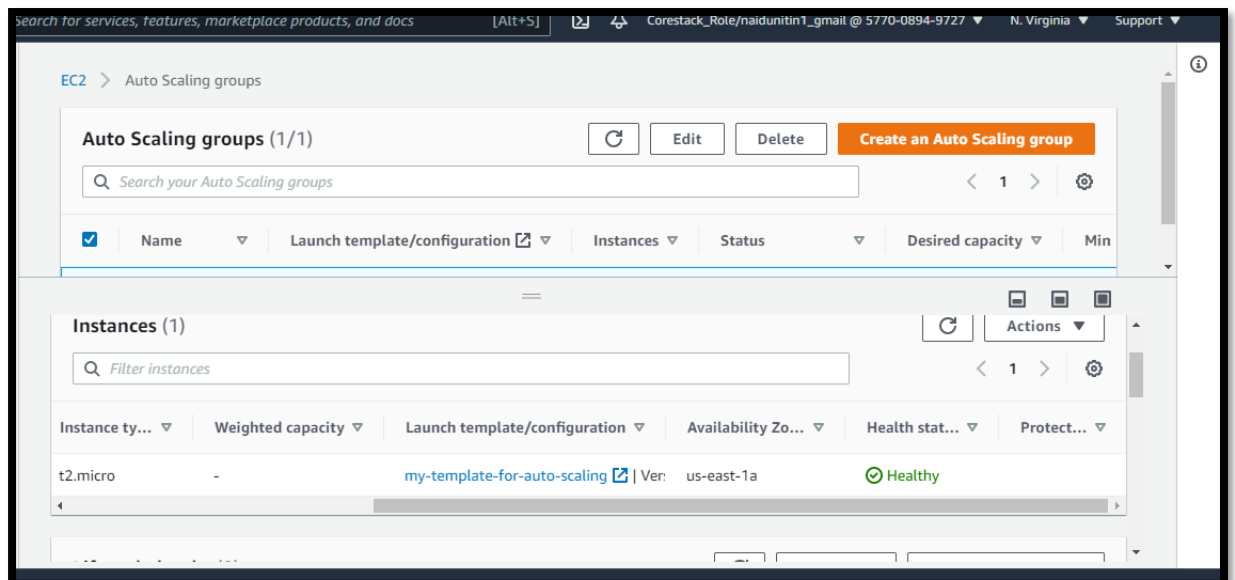 Search for services, features, marketplace products, and docs [Alt+S] Corestack_Role/naidunitin1_gmail @ 5770-0894-9727 ▼ N. Virginia ▼ Support ▼
EC2 > Auto Scaling groups
Auto Scaling groups (1/1) Edit Delete Create an Auto Scaling group
Search your Auto Scaling groups < 1 >
Name Launch template/configuration Instances Status Desired capacity Min
Instances (1) Actions ▼
Filter instances < 1 >
Instance ty... Weighted capacity Launch template/configuration Availability Zo... Health stat... Protect...
t2.micro - my-template-for-auto-scaling | Ver: us-east-1a Healthy